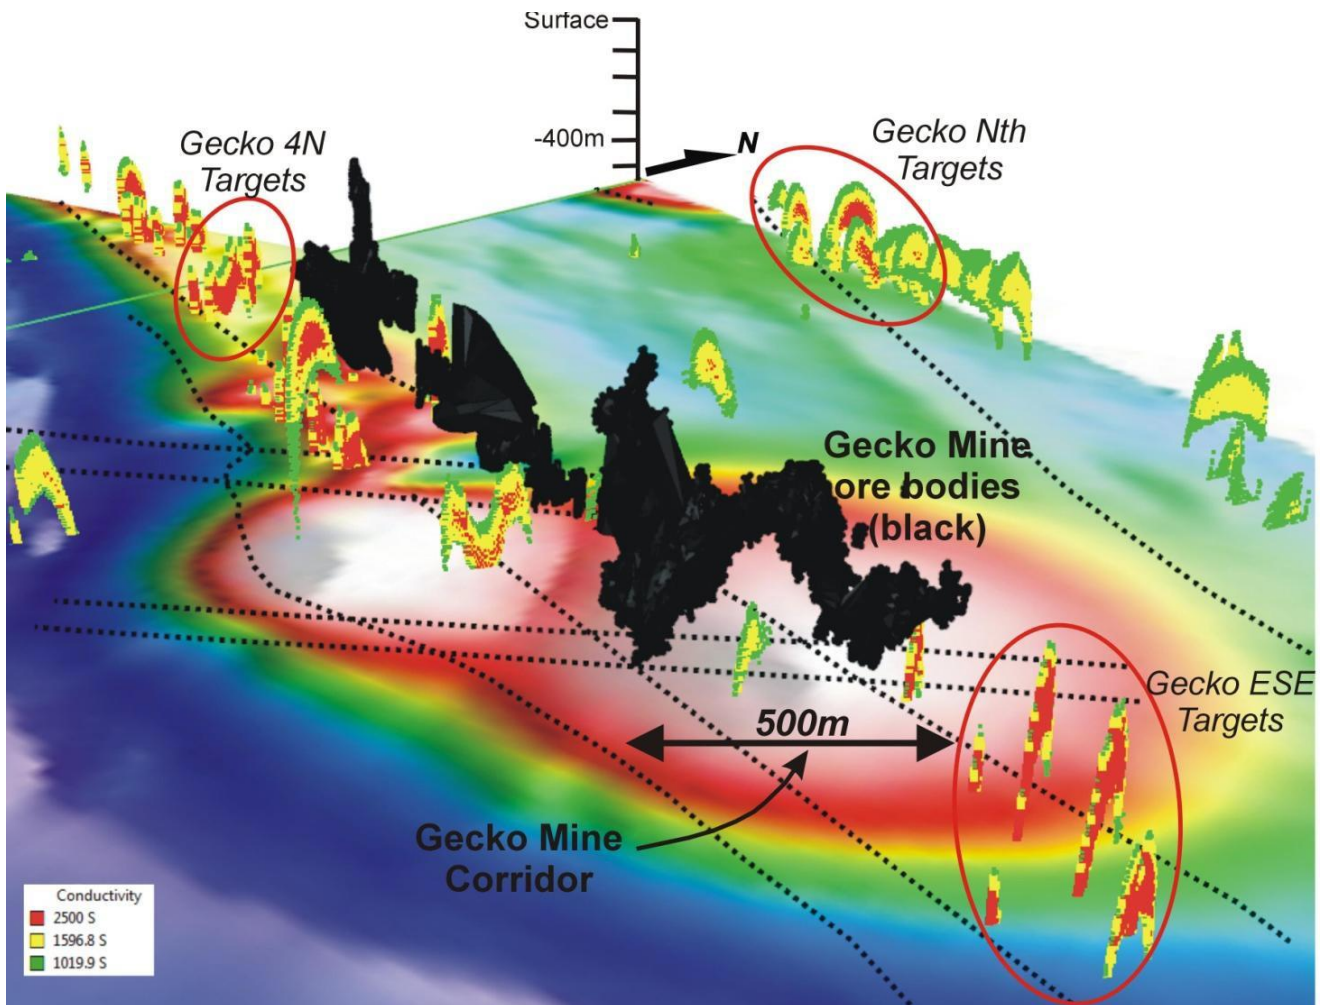 Surface
-400m
N
Gecko 4N
Targets
Gecko Nth
Targets
Gecko Mine
ore bodies
(black)
Gecko ESE
Targets
500m
Gecko Mine
Corridor
Conductivity
2500 S
1596.8 S
1019.9 S